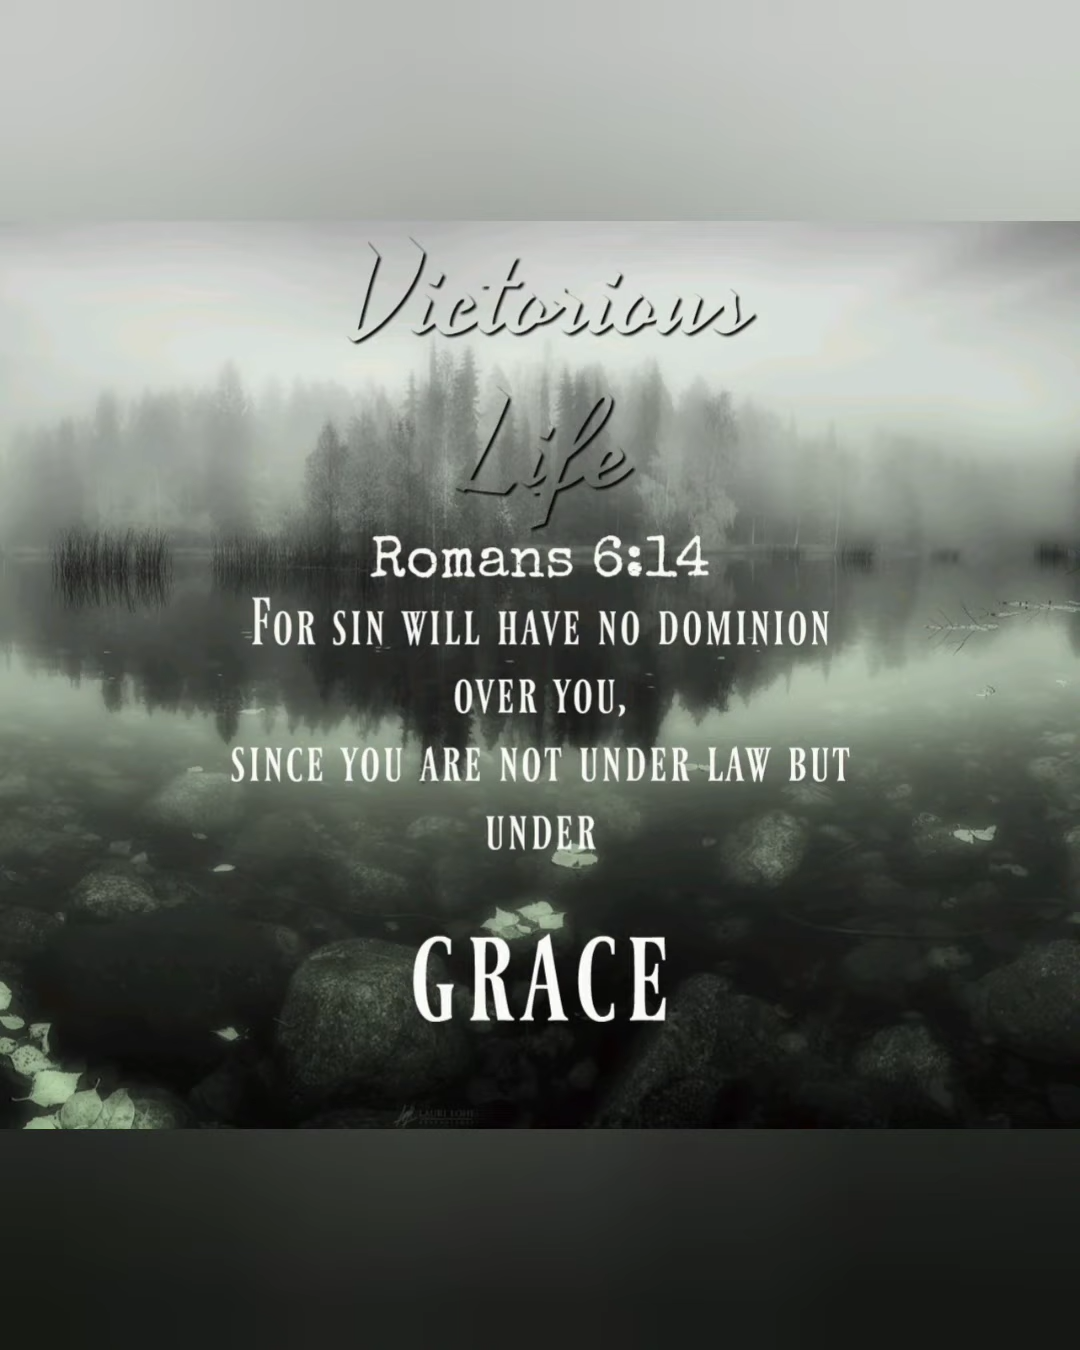 Victorious
Life
Romans 6:14
For sin will have no dominion
over you,
since you are not under law but
under
GRACE